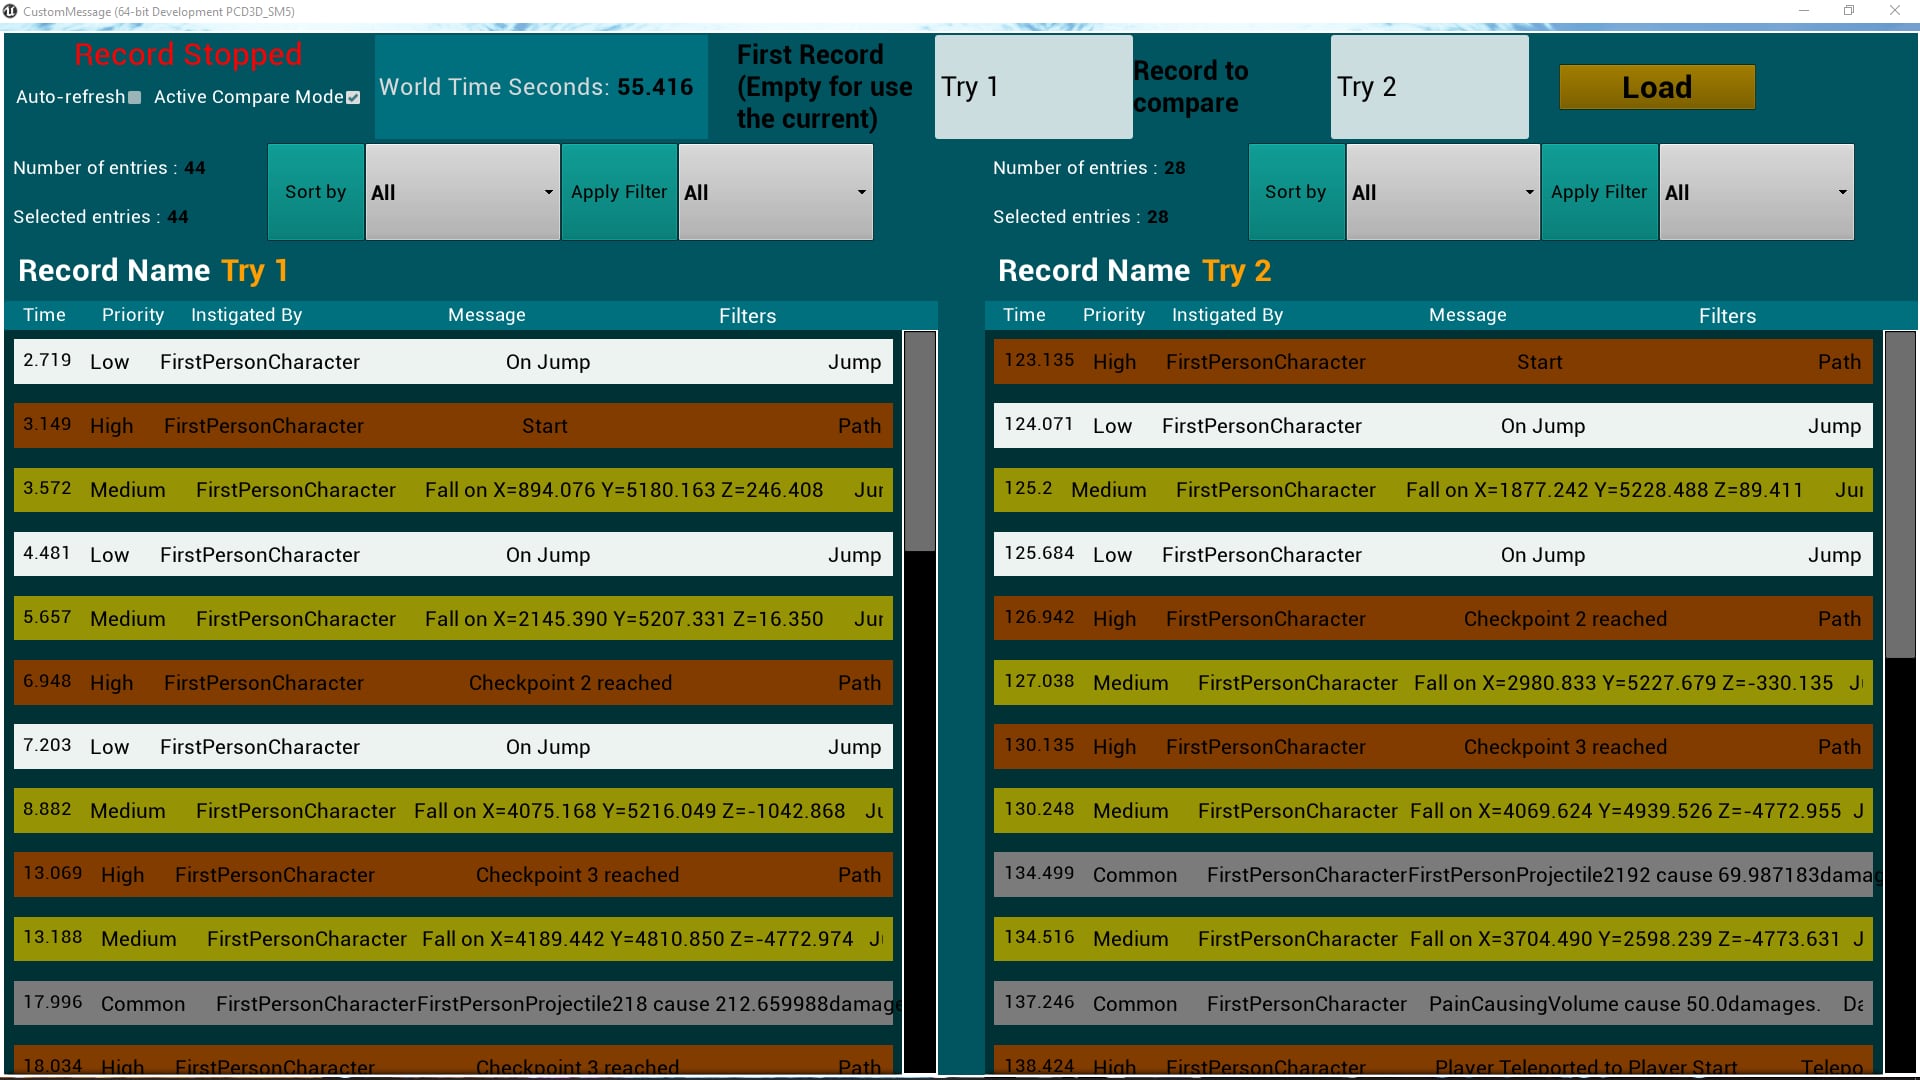 CustomMessage (64-bit Development PCD3D_SM5)
Record Stopped
Auto-refresh Active Compare Mode
World Time Seconds: 55.416
First Record
(Empty for use
the current)
Try 1
Record to
compare
Try 2
Load
Number of entries : 44
Selected entries : 44
Sort by All Apply Filter All
Number of entries : 28
Selected entries : 28
Sort by All Apply Filter All
Record Name Try 1
Time Priority Instigated By Message Filters
2.719 Low FirstPersonCharacter On Jump Jump
3.149 High FirstPersonCharacter Start Path
3.572 Medium FirstPersonCharacter Fall on X=894.076 Y=5180.163 Z=246.408
4.481 Low FirstPersonCharacter On Jump Jump
5.657 Medium FirstPersonCharacter Fall on X=2145.390 Y=5207.331 Z=16.350
6.948 High FirstPersonCharacter Checkpoint 2 reached Path
7.203 Low FirstPersonCharacter On Jump Jump
8.882 Medium FirstPersonCharacter Fall on X=4075.168 Y=5216.049 Z=-1042.868
13.069 High FirstPersonCharacter Checkpoint 3 reached Path
13.188 Medium FirstPersonCharacter Fall on X=4189.442 Y=4810.850 Z=-4772.974 J
17.996 Common FirstPersonCharacterFirstPersonProjectile218 cause 212.659988damage
18.034 High FirstPersonCharacter Checkpoint 3 reached Path
Record Name Try 2
Time Priority Instigated By Message Filters
123.135 High FirstPersonCharacter Start Path
124.071 Low FirstPersonCharacter On Jump Jump
125.2 Medium FirstPersonCharacter Fall on X=1877.242 Y=5228.488 Z=89.411
125.684 Low FirstPersonCharacter On Jump Jump
126.942 High FirstPersonCharacter Checkpoint 2 reached Path
127.038 Medium FirstPersonCharacter Fall on X=2980.833 Y=5227.679 Z=-330.135 J
130.135 High FirstPersonCharacter Checkpoint 3 reached Path
130.248 Medium FirstPersonCharacter Fall on X=4069.624 Y=4939.526 Z=-4772.955 J
134.499 Common FirstPersonCharacterFirstPersonProjectile2192 cause 69.987183damag
134.516 Medium FirstPersonCharacter Fall on X=3704.490 Y=2598.239 Z=-4773.631 J
137.246 Common FirstPersonCharacter PainCausingVolume cause 50.0damages. Da
138.424 High FirstPersonCharacter Player Teleported to Player Start Telepo